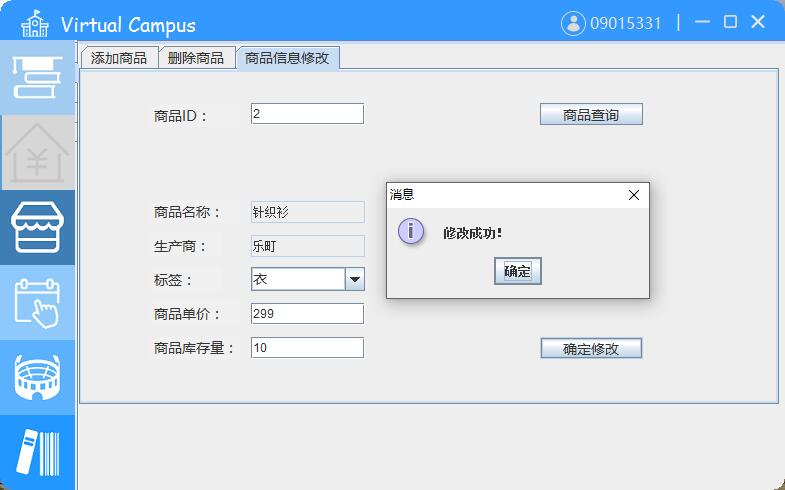 Virtual Campus
09015331
添加商品 删除商品 商品信息修改
商品ID： 2 商品查询
消息
修改成功！
确定
商品名称： 针织衫
生产商： 乐町
标签： 衣
商品单价： 299
商品库存量： 10 确定修改